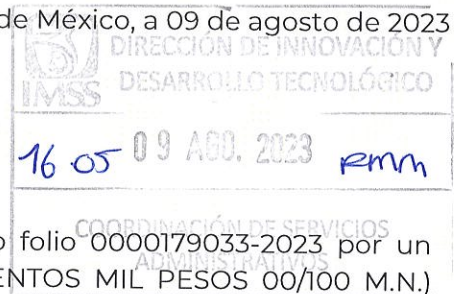 de México, a 09 de agosto de 2023
DIRECCIÓN DE INNOVACIÓN Y
DESARROLLO TECNOLÓGICO
IMSS
16 05 09 AGO. 2023 RMM
COORDINACIÓN DE SERVICIOS
ADMINISTRATIVOS
o folio 0000179033-2023 por un
ENTOS MIL PESOS 00/100 M.N.)